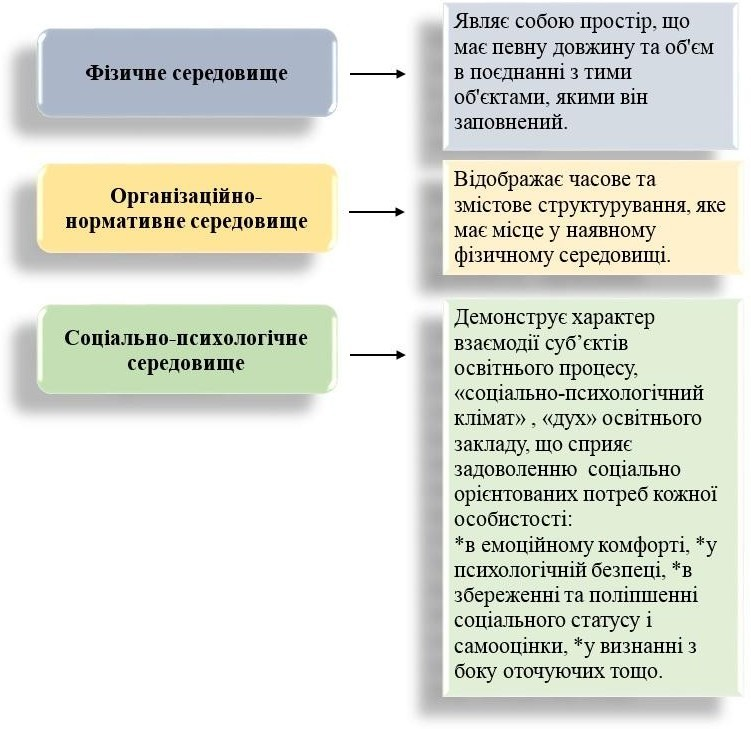 Фізичне середовище
Являє собою простір, що
має певну довжину та об'єм
в поєднанні з тими
об'єктами, якими він
заповнений.
Організаційно-
нормативне середовище
Відображає часове та
змістове структурування, яке
має місце у наявному
фізичному середовищі.
Соціально-психологічне
середовище
Демонструє характер
взаємодії суб’єктів
освітнього процесу,
«соціально-психологічний
клімат» , «дух» освітнього
закладу, що сприяє
задоволенню соціально
орієнтованих потреб кожної
особистості:
*в емоційному комфорті, *у
психологічній безпеці, *в
збереженні та поліпшенні
соціального статусу і
самооцінки, *у визнанні з
боку оточуючих тощо.